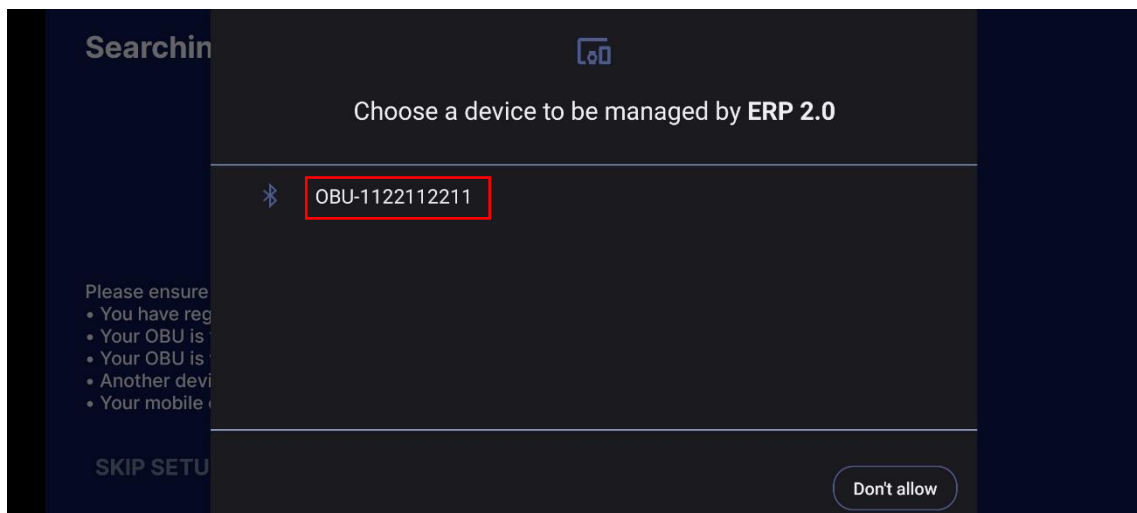 Searchin
Choose a device to be managed by ERP 2.0
OBU-1122112211
Please ensure
• You have reg
• Your OBU is
• Your OBU is
• Another devi
• Your mobile
SKIP SETU
Don't allow